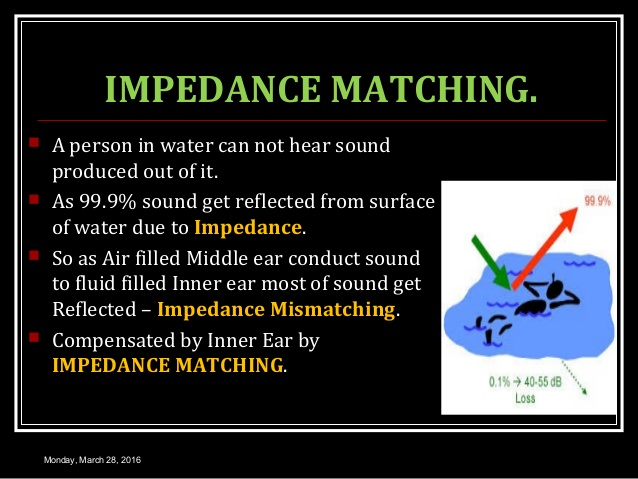 IMPEDANCE MATCHING.
A person in water can not hear sound
produced out of it.
As 99.9% sound get reflected from surface
of water due to Impedance.
So as Air filled Middle ear conduct sound
to fluid filled Inner ear most of sound get
Reflected – Impedance Mismatching.
Compensated by Inner Ear by
IMPEDANCE MATCHING.
99.9%
0.1% → 40-55 dB
Loss
Monday, March 28, 2016